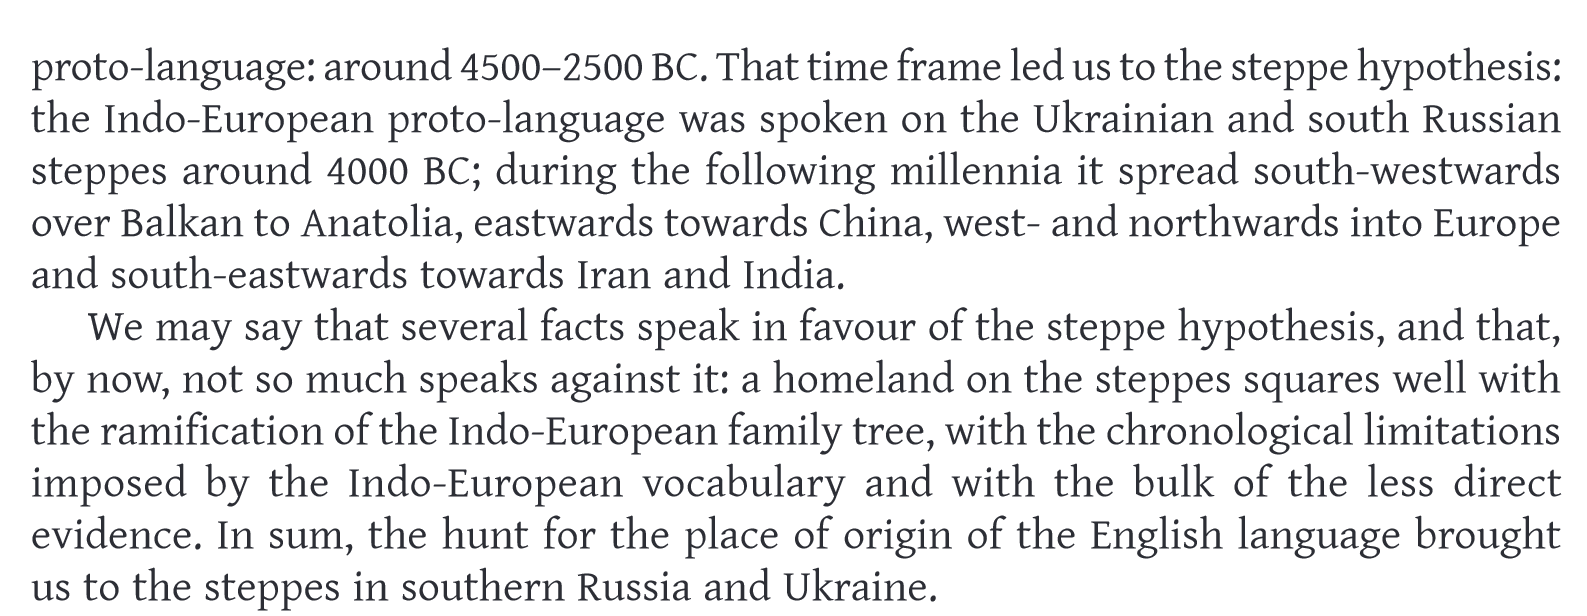 proto-language: around 4500–2500 BC. That time frame led us to the steppe hypothesis:
the Indo-European proto-language was spoken on the Ukrainian and south Russian
steppes around 4000 BC; during the following millennia it spread south-westwards
over Balkan to Anatolia, eastwards towards China, west- and northwards into Europe
and south-eastwards towards Iran and India.
We may say that several facts speak in favour of the steppe hypothesis, and that,
by now, not so much speaks against it: a homeland on the steppes squares well with
the ramification of the Indo-European family tree, with the chronological limitations
imposed by the Indo-European vocabulary and with the bulk of the less direct
evidence. In sum, the hunt for the place of origin of the English language brought
us to the steppes in southern Russia and Ukraine.